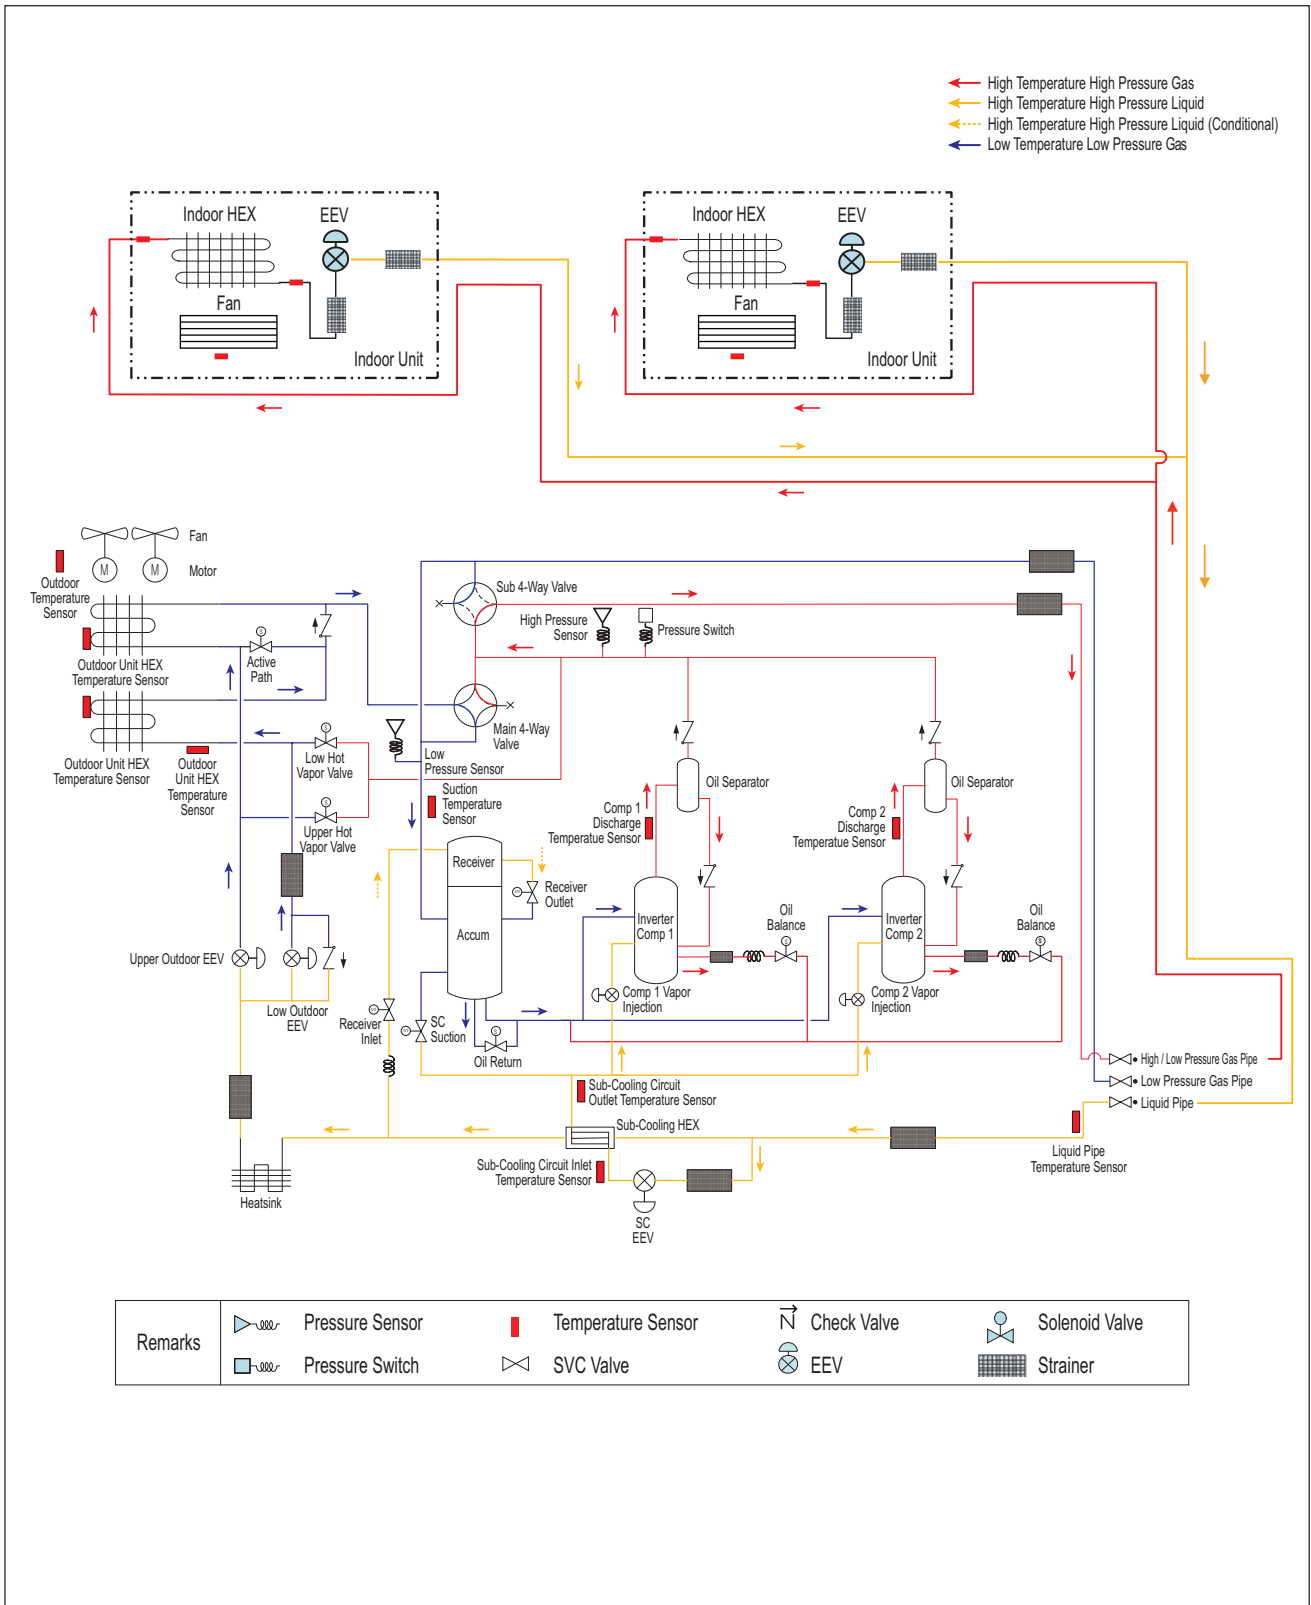 High Temperature High Pressure Gas
High Temperature High Pressure Liquid
High Temperature High Pressure Liquid (Conditional)
Low Temperature Low Pressure Gas
Indoor HEX
EEV
Fan
Indoor Unit
Indoor HEX
EEV
Fan
Indoor Unit
Fan
M
M
Motor
Outdoor
Temperature
Sensor
Sub 4-Way Valve
High Pressure
Sensor
Pressure Switch
S
Active
Path
Outdoor Unit HEX
Temperature Sensor
Main 4-Way
Valve
S
Low Hot
Vapor Valve
Low
Pressure Sensor
Outdoor Unit HEX
Temperature Sensor
Outdoor
Unit HEX
Temperature
Sensor
Suction
Temperature
Sensor
Oil Separator
Oil Separator
S
Upper Hot
Vapor Valve
Comp 1
Discharge
Temperatue Sensor
Comp 2
Discharge
Temperatue Sensor
Receiver
S
Receiver
Outlet
Accum
Inverter
Comp 1
Oil
Balance
S
Inverter
Comp 2
Oil
Balance
S
Upper Outdoor EEV
Low Outdoor
EEV
Comp 1 Vapor
Injection
Comp 2 Vapor
Injection
S
Receiver
Inlet
S
SC
Suction
S
Oil Return
High / Low Pressure Gas Pipe
Low Pressure Gas Pipe
Liquid Pipe
Sub-Cooling Circuit
Outlet Temperature Sensor
Sub-Cooling HEX
Liquid Pipe
Temperature Sensor
Sub-Cooling Circuit Inlet
Temperature Sensor
Heatsink
SC
EEV
Remarks
Pressure Sensor
Temperature Sensor
Check Valve
Solenoid Valve
Pressure Switch
SVC Valve
EEV
Strainer